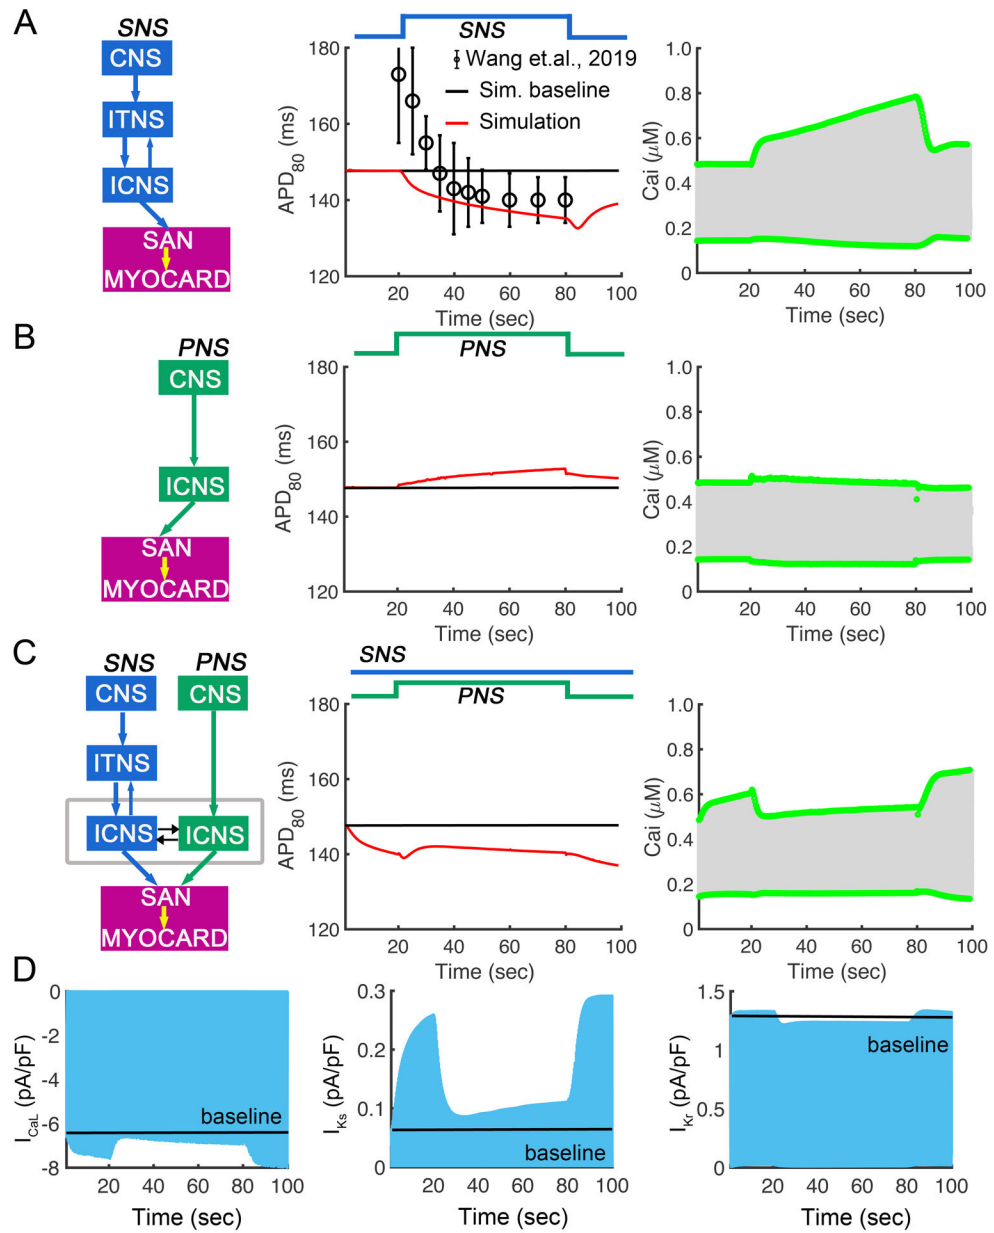 A
SNS
CNS
ITNS
ICNS
SAN
MYOCARD
SNS
Wang et.al., 2019
Sim. baseline
Simulation
180
160
140
120
APD80 (ms)
20 40 60 80 100
Time (sec)
1.0
0.8
0.6
0.4
0.2
0
Cai (μM)
20 40 60 80 100
Time (sec)
B
PNS
CNS
ICNS
SAN
MYOCARD
PNS
180
160
140
120
APD80 (ms)
20 40 60 80 100
Time (sec)
1.0
0.8
0.6
0.4
0.2
0
Cai (μM)
20 40 60 80 100
Time (sec)
C
SNS PNS
CNS CNS
ITNS
ICNS ICNS
SAN
MYOCARD
SNS
PNS
180
160
140
120
APD80 (ms)
20 40 60 80 100
Time (sec)
1.0
0.8
0.6
0.4
0.2
0
Cai (μM)
20 40 60 80 100
Time (sec)
D
0
-2
-4
-6
-8
ICaL (pA/pF)
baseline
20 40 60 80 100
Time (sec)
0.3
0.2
0.1
0
IKs (pA/pF)
baseline
20 40 60 80 100
Time (sec)
1.5
1
0.5
0
IKr (pA/pF)
baseline
20 40 60 80 100
Time (sec)